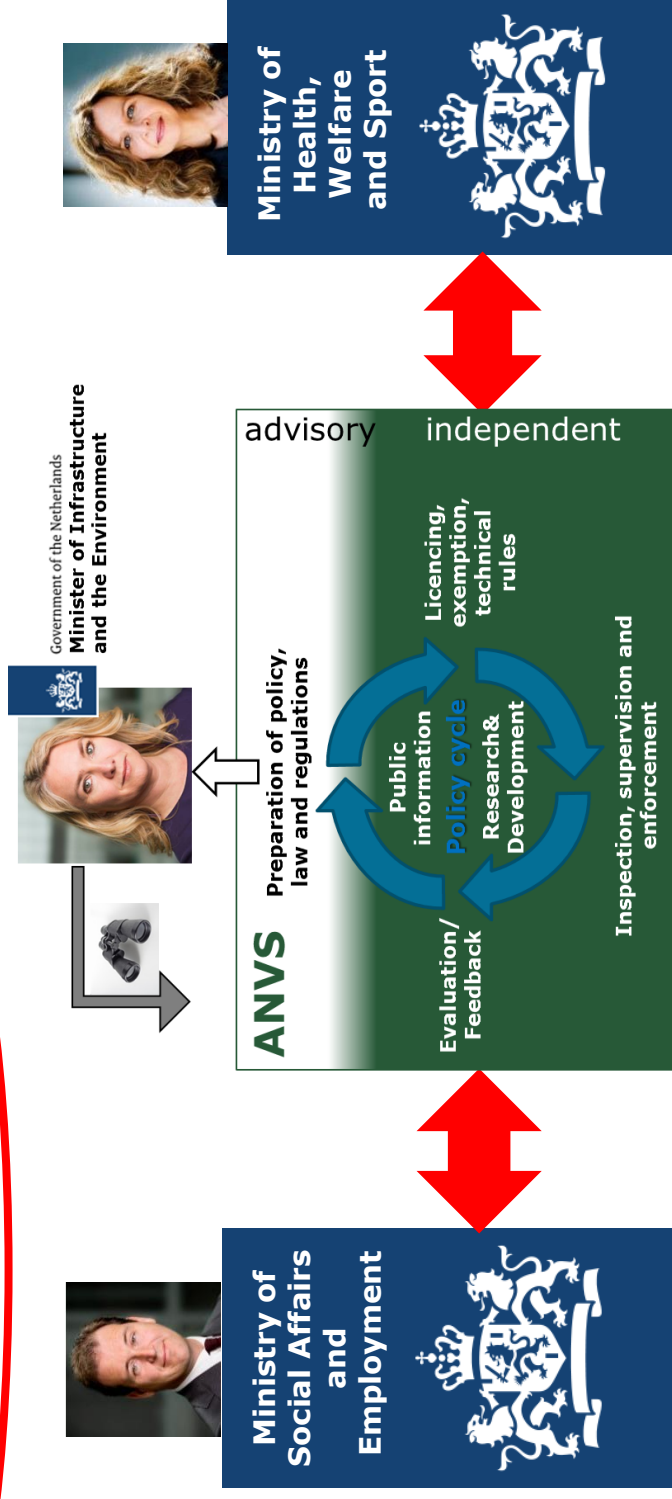 Government of the Netherlands
Minister of Infrastructure
and the Environment
Ministry of
Social Affairs
and
Employment
ANVS
Preparation of policy,
law and regulations
advisory
independent
Licencing,
exemption,
technical
rules
Public
information
Policy cycle
Research&
Development
Evaluation/
Feedback
Inspection, supervision and
enforcement
Ministry of
Health,
Welfare
and Sport